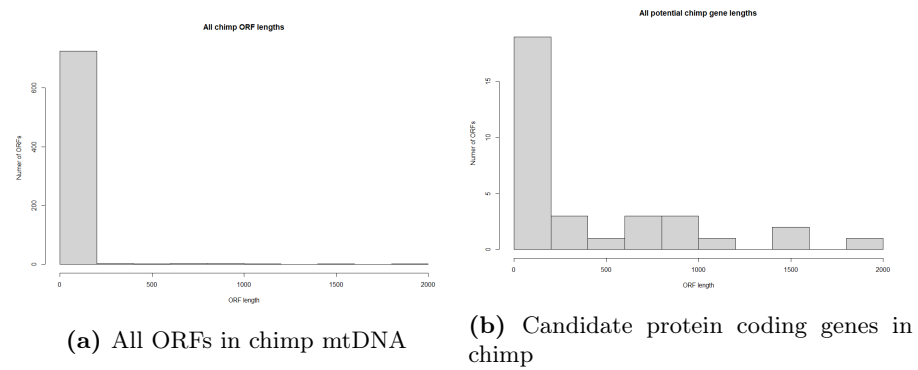 All chimp ORF lengths
Numer of ORFs
0
200
400
600
0
500
1000
1500
2000
ORF length
(a) All ORFs in chimp mtDNA
All potential chimp gene lengths
Numer of ORFs
0
5
10
15
0
500
1000
1500
2000
ORF length
(b) Candidate protein coding genes in
chimp